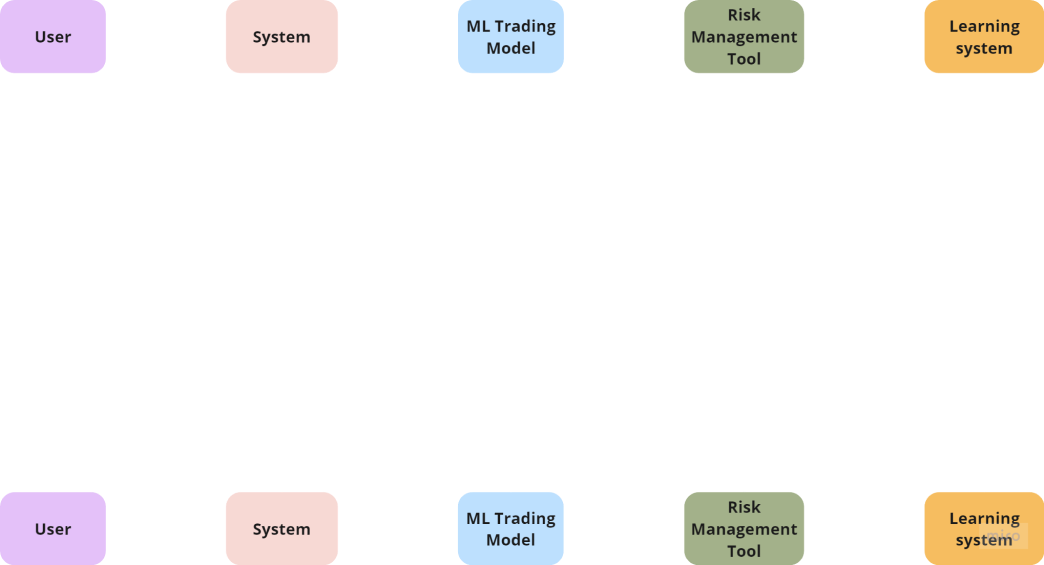 User
System
ML Trading
Model
Risk
Management
Tool
Learning
system
User
System
ML Trading
Model
Risk
Management
Tool
Learning
system
miro